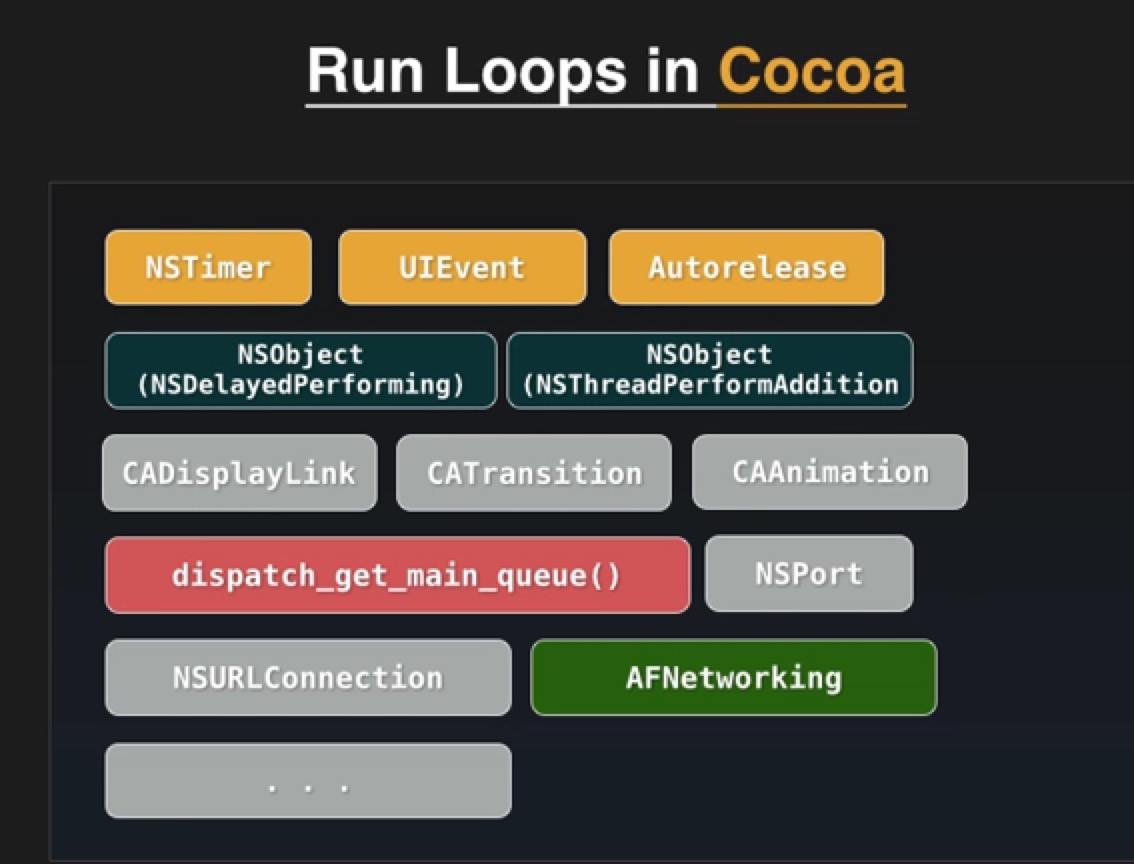 Run Loops in Cocoa
NSTimer
UIEvent
Autorelease
NSObject
(NSDelayedPerforming)
NSObject
(NSThreadPerformAddition
CADisplayLink
CATransition
CAAnimation
dispatch_get_main_queue()
NSPort
NSURLConnection
AFNetworking
. . .